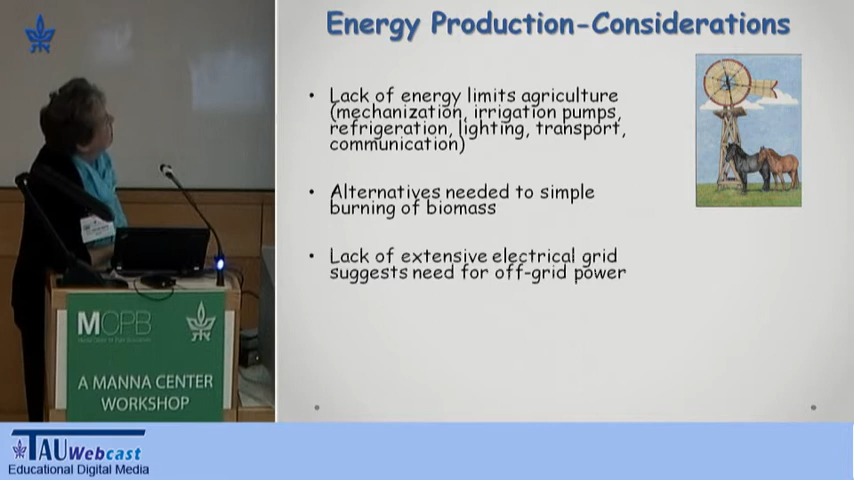 Energy Production-Considerations
• Lack of energy limits agriculture
(mechanization, irrigation pumps,
refrigeration, lighting, transport,
communication)
• Alternatives needed to simple
burning of biomass
• Lack of extensive electrical grid
suggests need for off-grid power
MCPB
A MANNA CENTER
WORKSHOP
TAU Webcast
Educational Digital Media